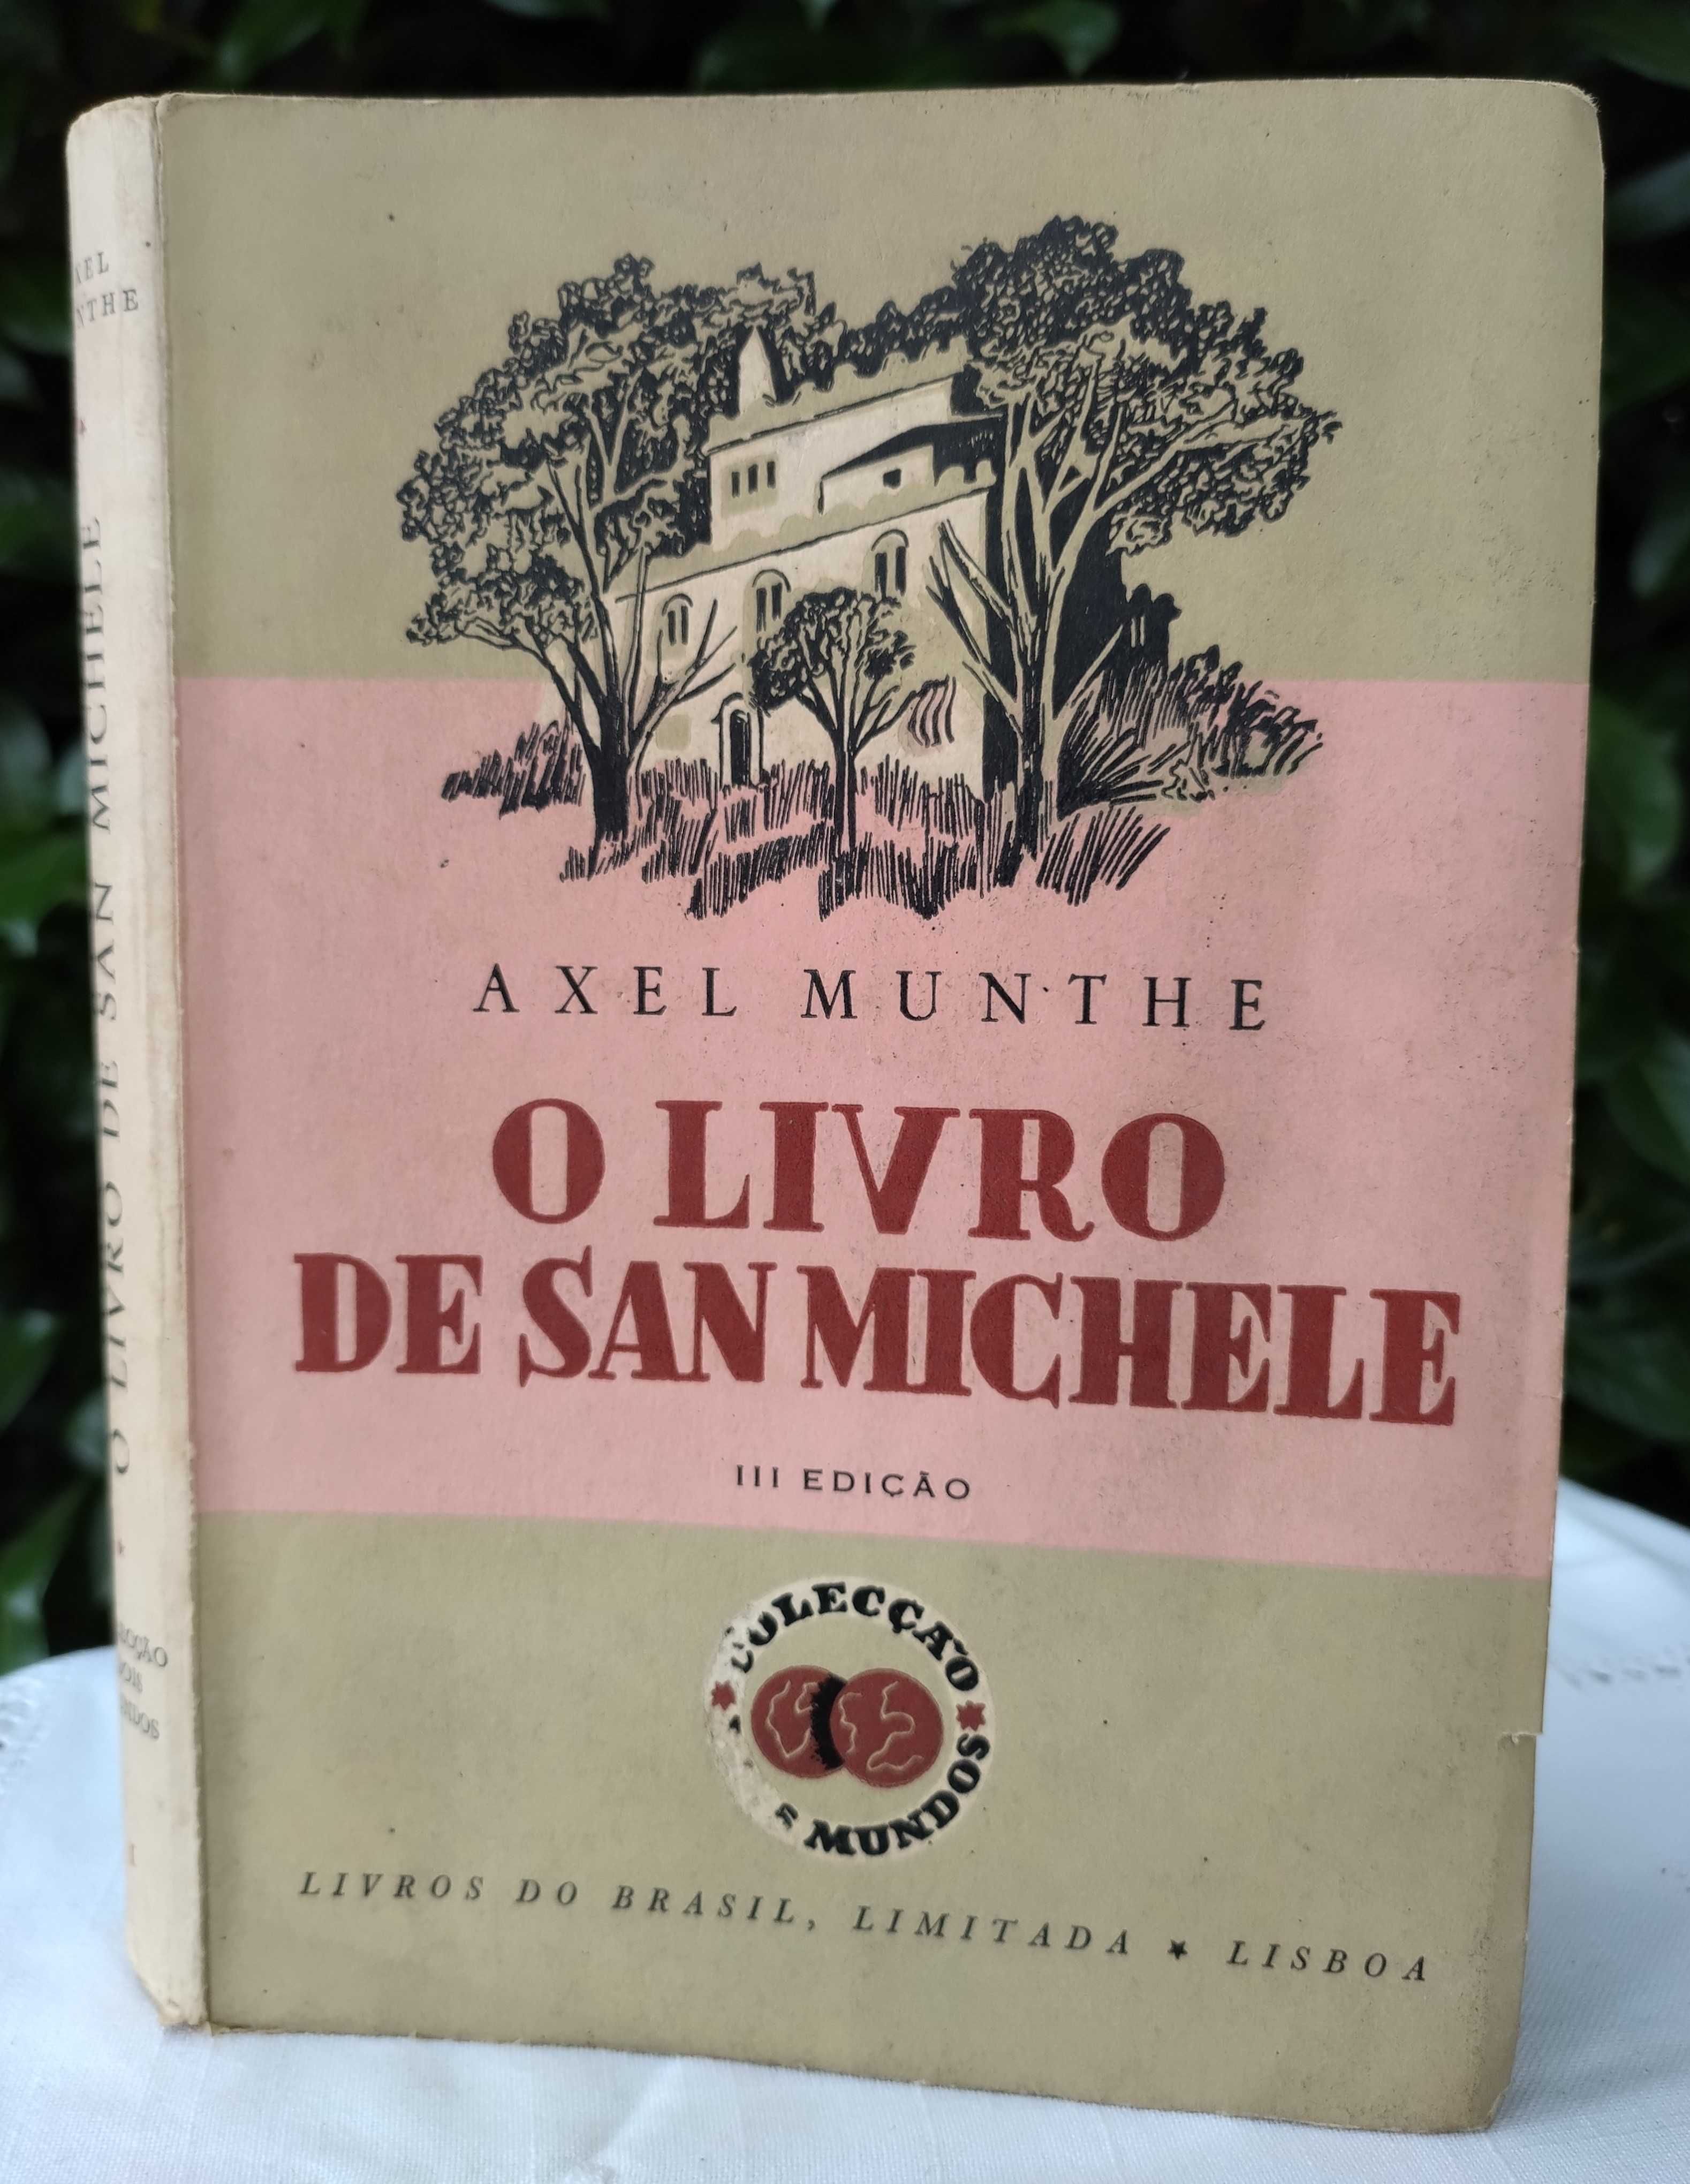 AXEL MUNTHE
O LIVRO
DE SAN MICHELE
III EDIÇÃO
COLECÇÃO
MUNDOS
LIVROS DO BRASIL, LIMITADA ★ LISBOA
O LIVRO DE SAN MICHELE